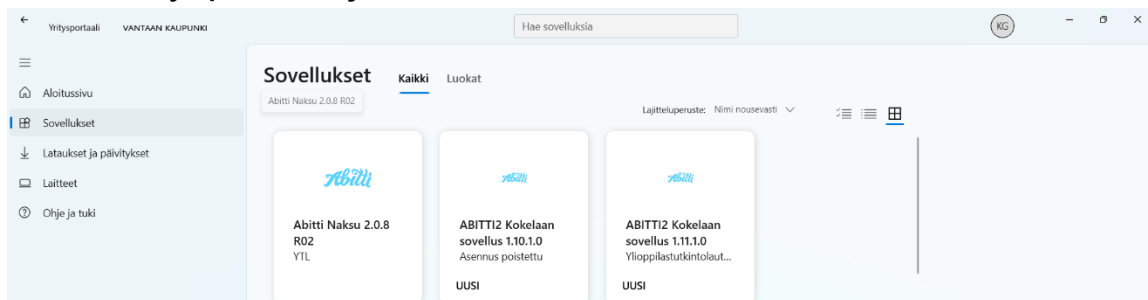 Yritysportaali VANTAAN KAUPUNKI
Hae sovelluksia
KG
Aloitussivu
Sovellukset
Lataukset ja päivitykset
Laitteet
Ohje ja tuki
Sovellukset Kaikki Luokat
Abitti Naksu 2.0.8 R02
Lajitteluperuste: Nimi nousevasti
Abitti
Abitti Naksu 2.0.8
R02
YTL
Abitti
ABITTI2 Kokelaan
sovellus 1.10.1.0
Asennus poistettu
UUSI
Abitti
ABITTI2 Kokelaan
sovellus 1.11.1.0
Ylioppilastutkintolaut...
UUSI